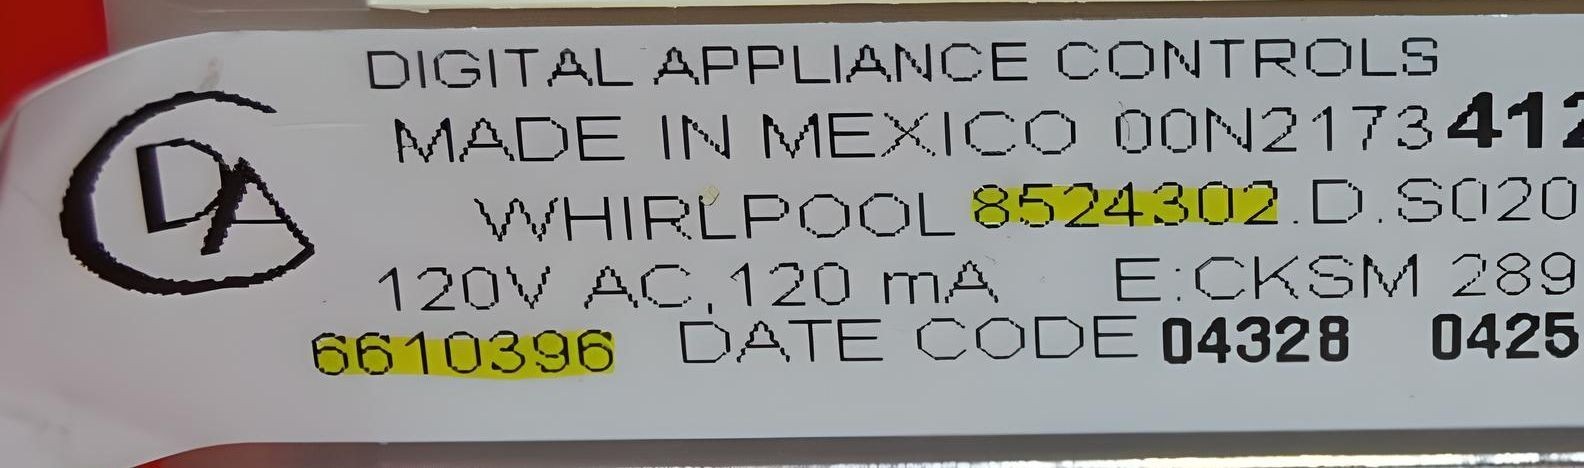 DIGITAL APPLIANCE CONTROLS
DA
MADE IN MEXICO 00N2173 412
WHIRLPOOL 8524302.D.S020
120V AC, 120 mA E:CKSM 289
6610396 DATE CODE 04328 0425